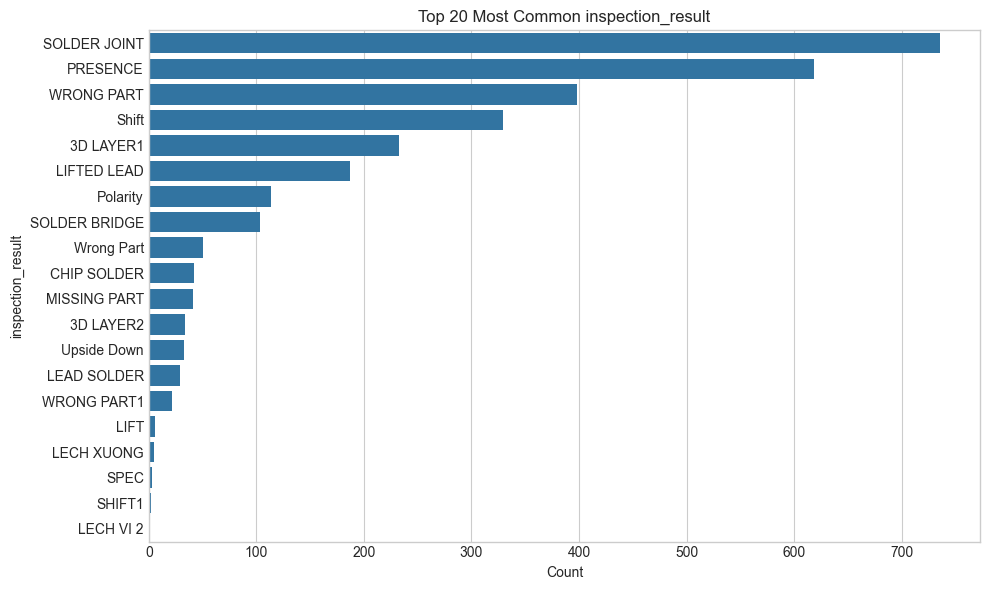 Top 20 Most Common inspection_result
inspection_result
SOLDER JOINT
PRESENCE
WRONG PART
Shift
3D LAYER1
LIFTED LEAD
Polarity
SOLDER BRIDGE
Wrong Part
CHIP SOLDER
MISSING PART
3D LAYER2
Upside Down
LEAD SOLDER
WRONG PART1
LIFT
LECH XUONG
SPEC
SHIFT1
LECH VI 2
0 100 200 300 400 500 600 700
Count